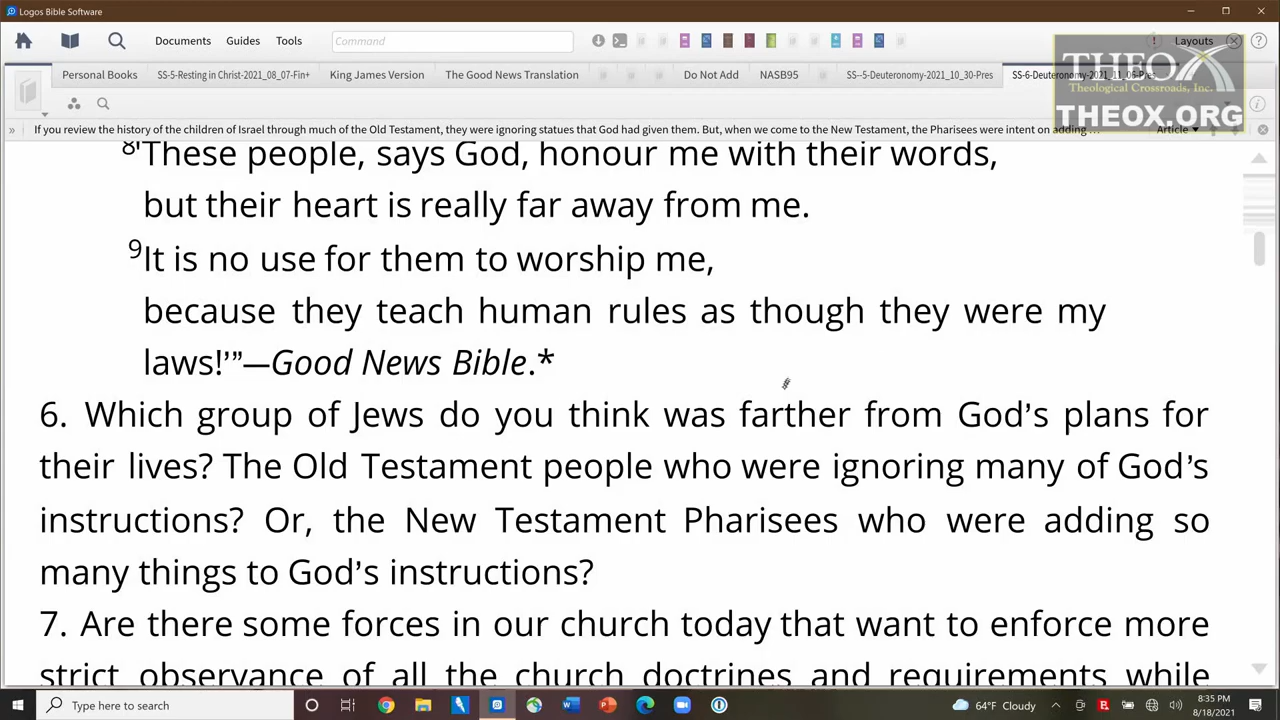 Logos Bible Software
Documents Guides Tools Command Layouts
Personal Books SS-5-Resting in Christ-2021_08_07-Fin+ King James Ver The Good News Translation Do Not Add NASB95 SS--5-Deuteronomy-2021_10_30-Pres SS-6-Deuteronomy-2021_11_06-Pres
THEOX
Theological Crossroads, Inc.
THEOX.ORG
» If you review the history of the children of Israel through much of the Old Testament, they were ignoring statues that God had given them. But, when we come to the New Testament, the Pharisees were intent on adding ... Article
8‘These people, says God, honour me with their words,
but their heart is really far away from me.
9It is no use for them to worship me,
because they teach human rules as though they were my
laws!’”—Good News Bible.*
6. Which group of Jews do you think was farther from God’s plans for
their lives? The Old Testament people who were ignoring many of God’s
instructions? Or, the New Testament Pharisees who were adding so
many things to God’s instructions?
7. Are there some forces in our church today that want to enforce more
strict observance of all the church doctrines and requirements while
Type here to search 64°F Cloudy 8:35 PM
8/18/2021